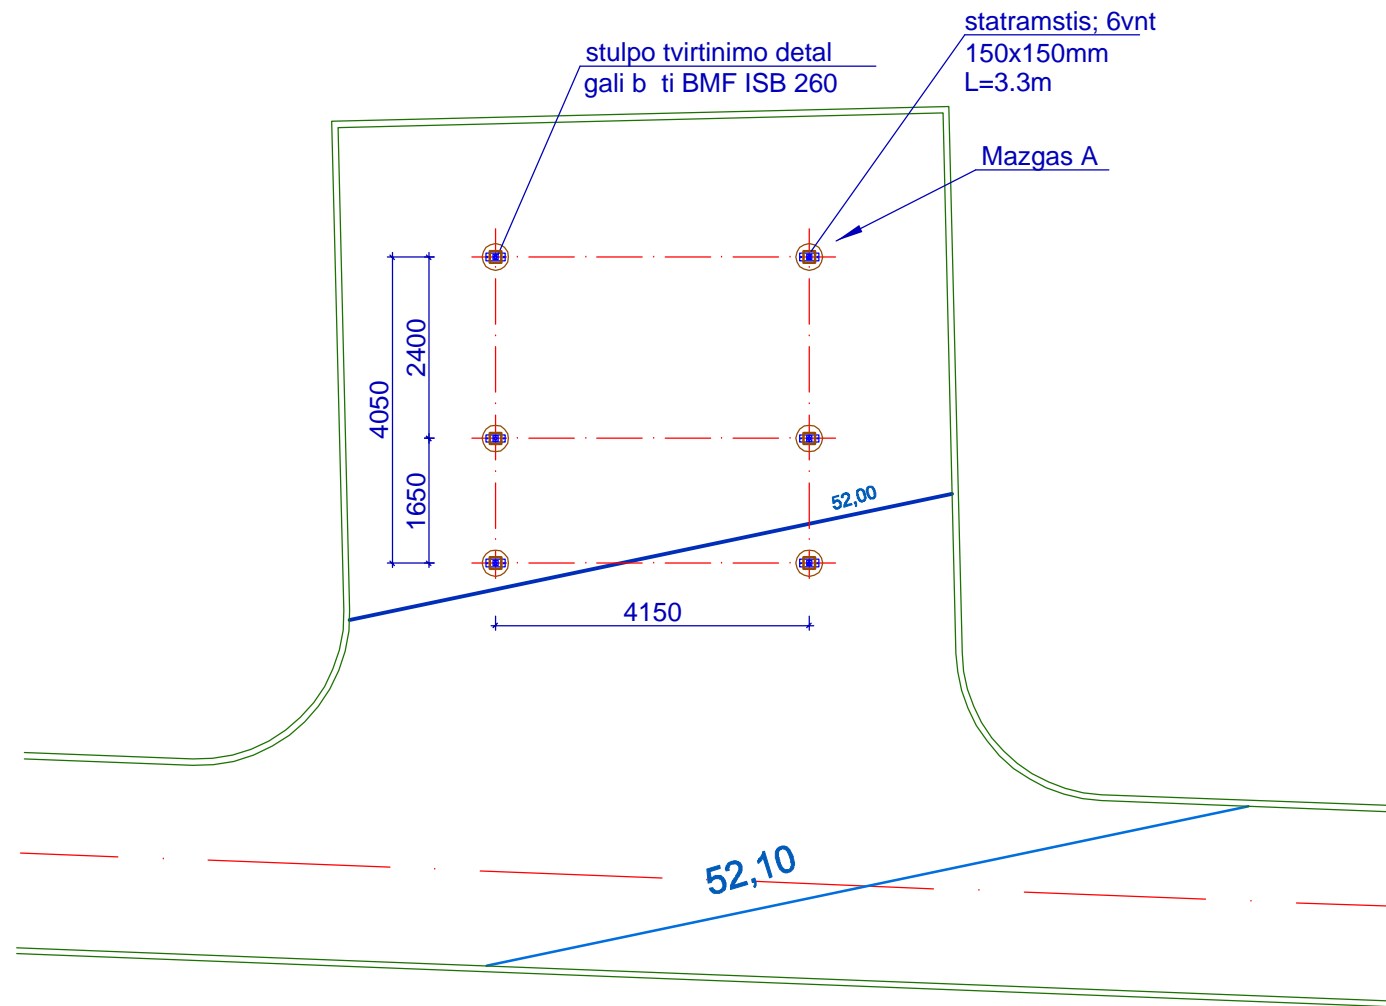 statramstis; 6vnt
150x150mm
L=3.3m
stulpo tvirtinimo detal
gali b ti BMF ISB 260
Mazgas A
2400
4050
1650
52,00
4150
52,10